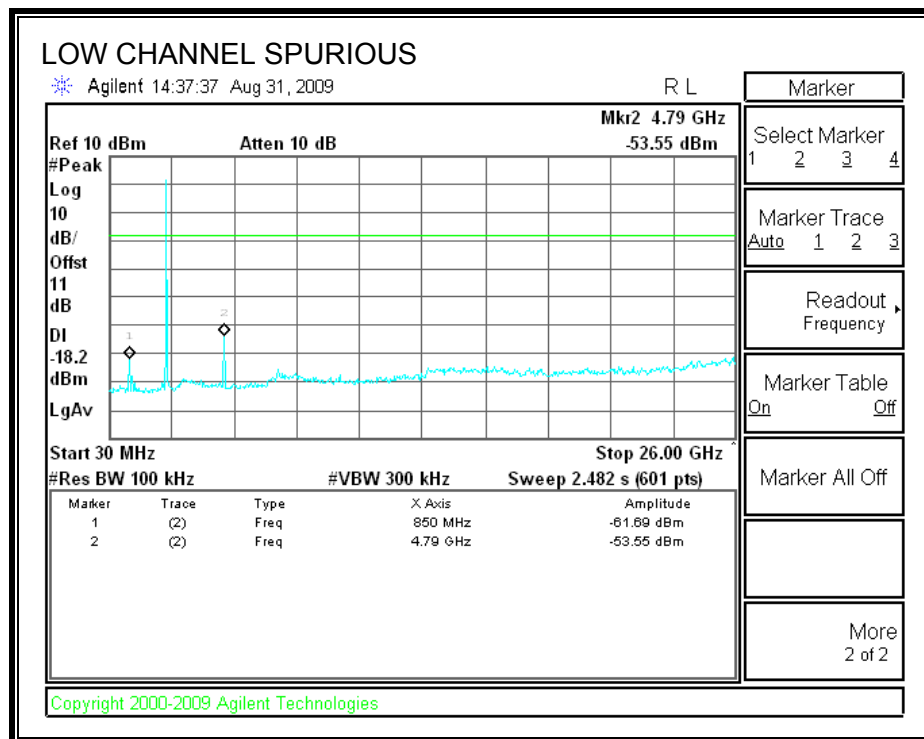 LOW CHANNEL SPURIOUS
Agilent 14:37:37 Aug 31, 2009 R L
Mkr2 4.79 GHz
Ref 10 dBm Atten 10 dB -53.55 dBm
#Peak
Log
10
dB/
Offst
11
dB
DI
-18.2
dBm
LgAv
1
2
Start 30 MHz Stop 26.00 GHz
#Res BW 100 kHz #VBW 300 kHz Sweep 2.482 s (601 pts)
Marker Trace Type X Axis Amplitude
1 (2) Freq 850 MHz -61.69 dBm
2 (2) Freq 4.79 GHz -53.55 dBm
Marker
Select Marker
1 2 3 4
Marker Trace
Auto 1 2 3
Readout
Frequency
Marker Table
On Off
Marker All Off
More
2 of 2
Copyright 2000-2009 Agilent Technologies